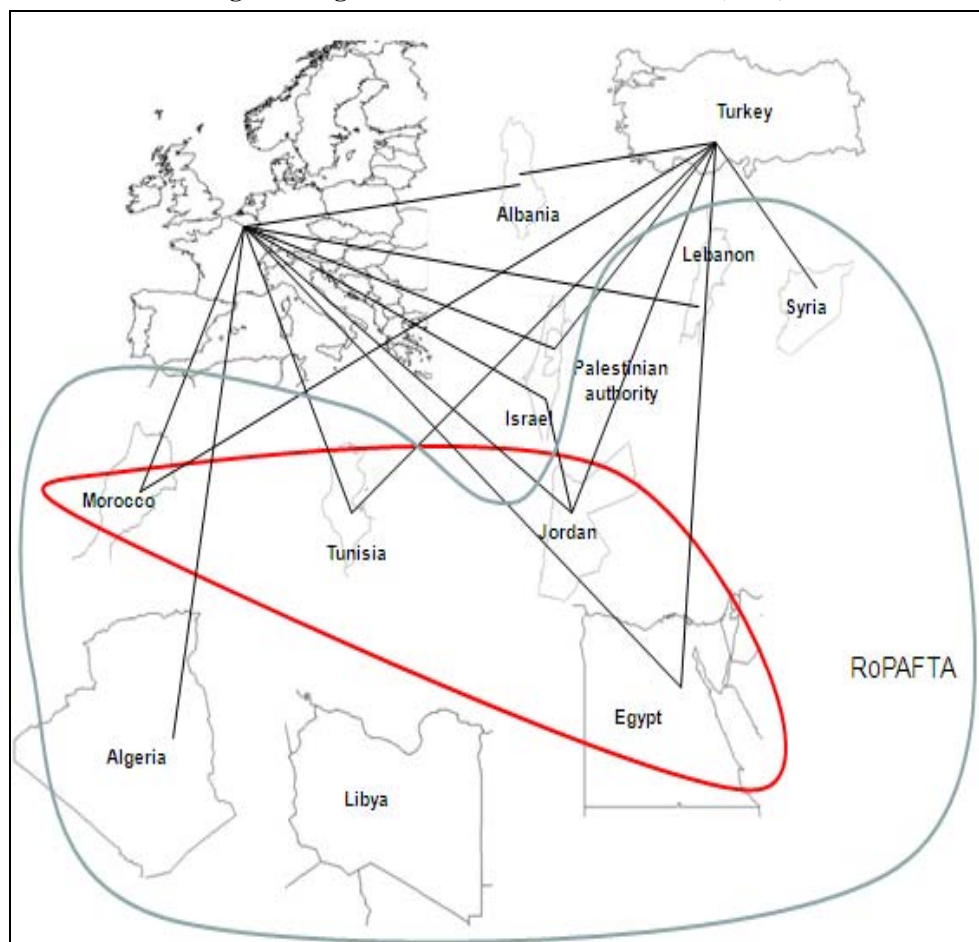 Turkey
Albania
Lebanon
Syria
Palestinian
authority
Israel
Morocco
Tunisia
Jordan
RoPAFTA
Egypt
Algeria
Libya